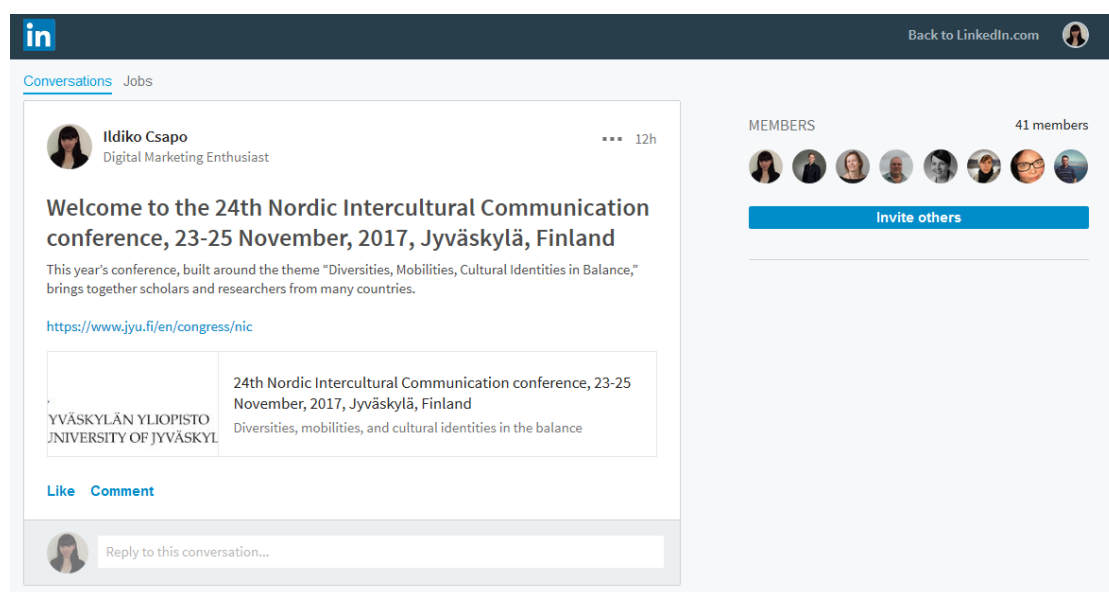 in
Back to LinkedIn.com
Conversations Jobs
Ildiko Csapo
12h
Digital Marketing Enthusiast
Welcome to the 24th Nordic Intercultural Communication
conference, 23-25 November, 2017, Jyväskylä, Finland
This year's conference, built around the theme "Diversities, Mobilities, Cultural Identities in Balance,"
brings together scholars and researchers from many countries.
https://www.jyu.fi/en/congress/nic
YVÄSKYLÄN YLIOPISTO
UNIVERSITY OF JYVÄSKYL
24th Nordic Intercultural Communication conference, 23-25
November, 2017, Jyväskylä, Finland
Diversities, mobilities, and cultural identities in the balance
Like Comment
Reply to this conversation...
MEMBERS
41 members
Invite others